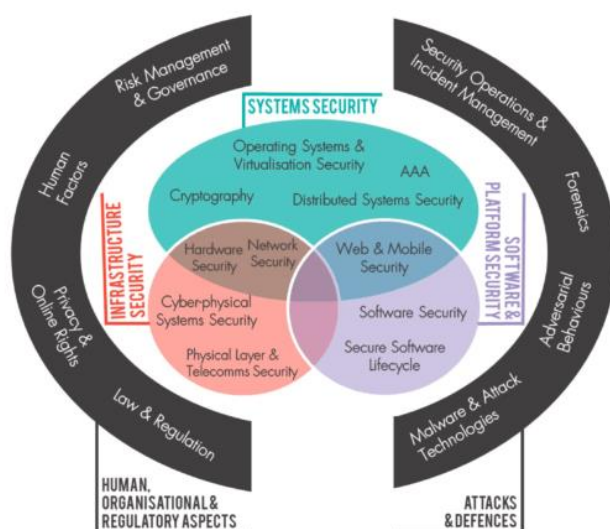 Risk Management
& Governance
Human
Factors
Privacy &
Online Rights
Law & Regulation
HUMAN,
ORGANISATIONAL &
REGULATORY ASPECTS
SYSTEMS SECURITY
Operating Systems &
Virtualisation Security
AAA
Cryptography
Distributed Systems Security
INFRASTRUCTURE
SECURITY
Hardware
Security
Network
Security
Cyber-physical
Systems Security
Physical Layer &
Telecomms Security
Web & Mobile
Security
Software Security
Secure Software
Lifecycle
SOFTWARE &
PLATFORM SECURITY
Security Operations &
Incident Management
Forensics
Adversarial
Behaviours
Malware & Attack
Technologies
ATTACKS
& DEFENCES